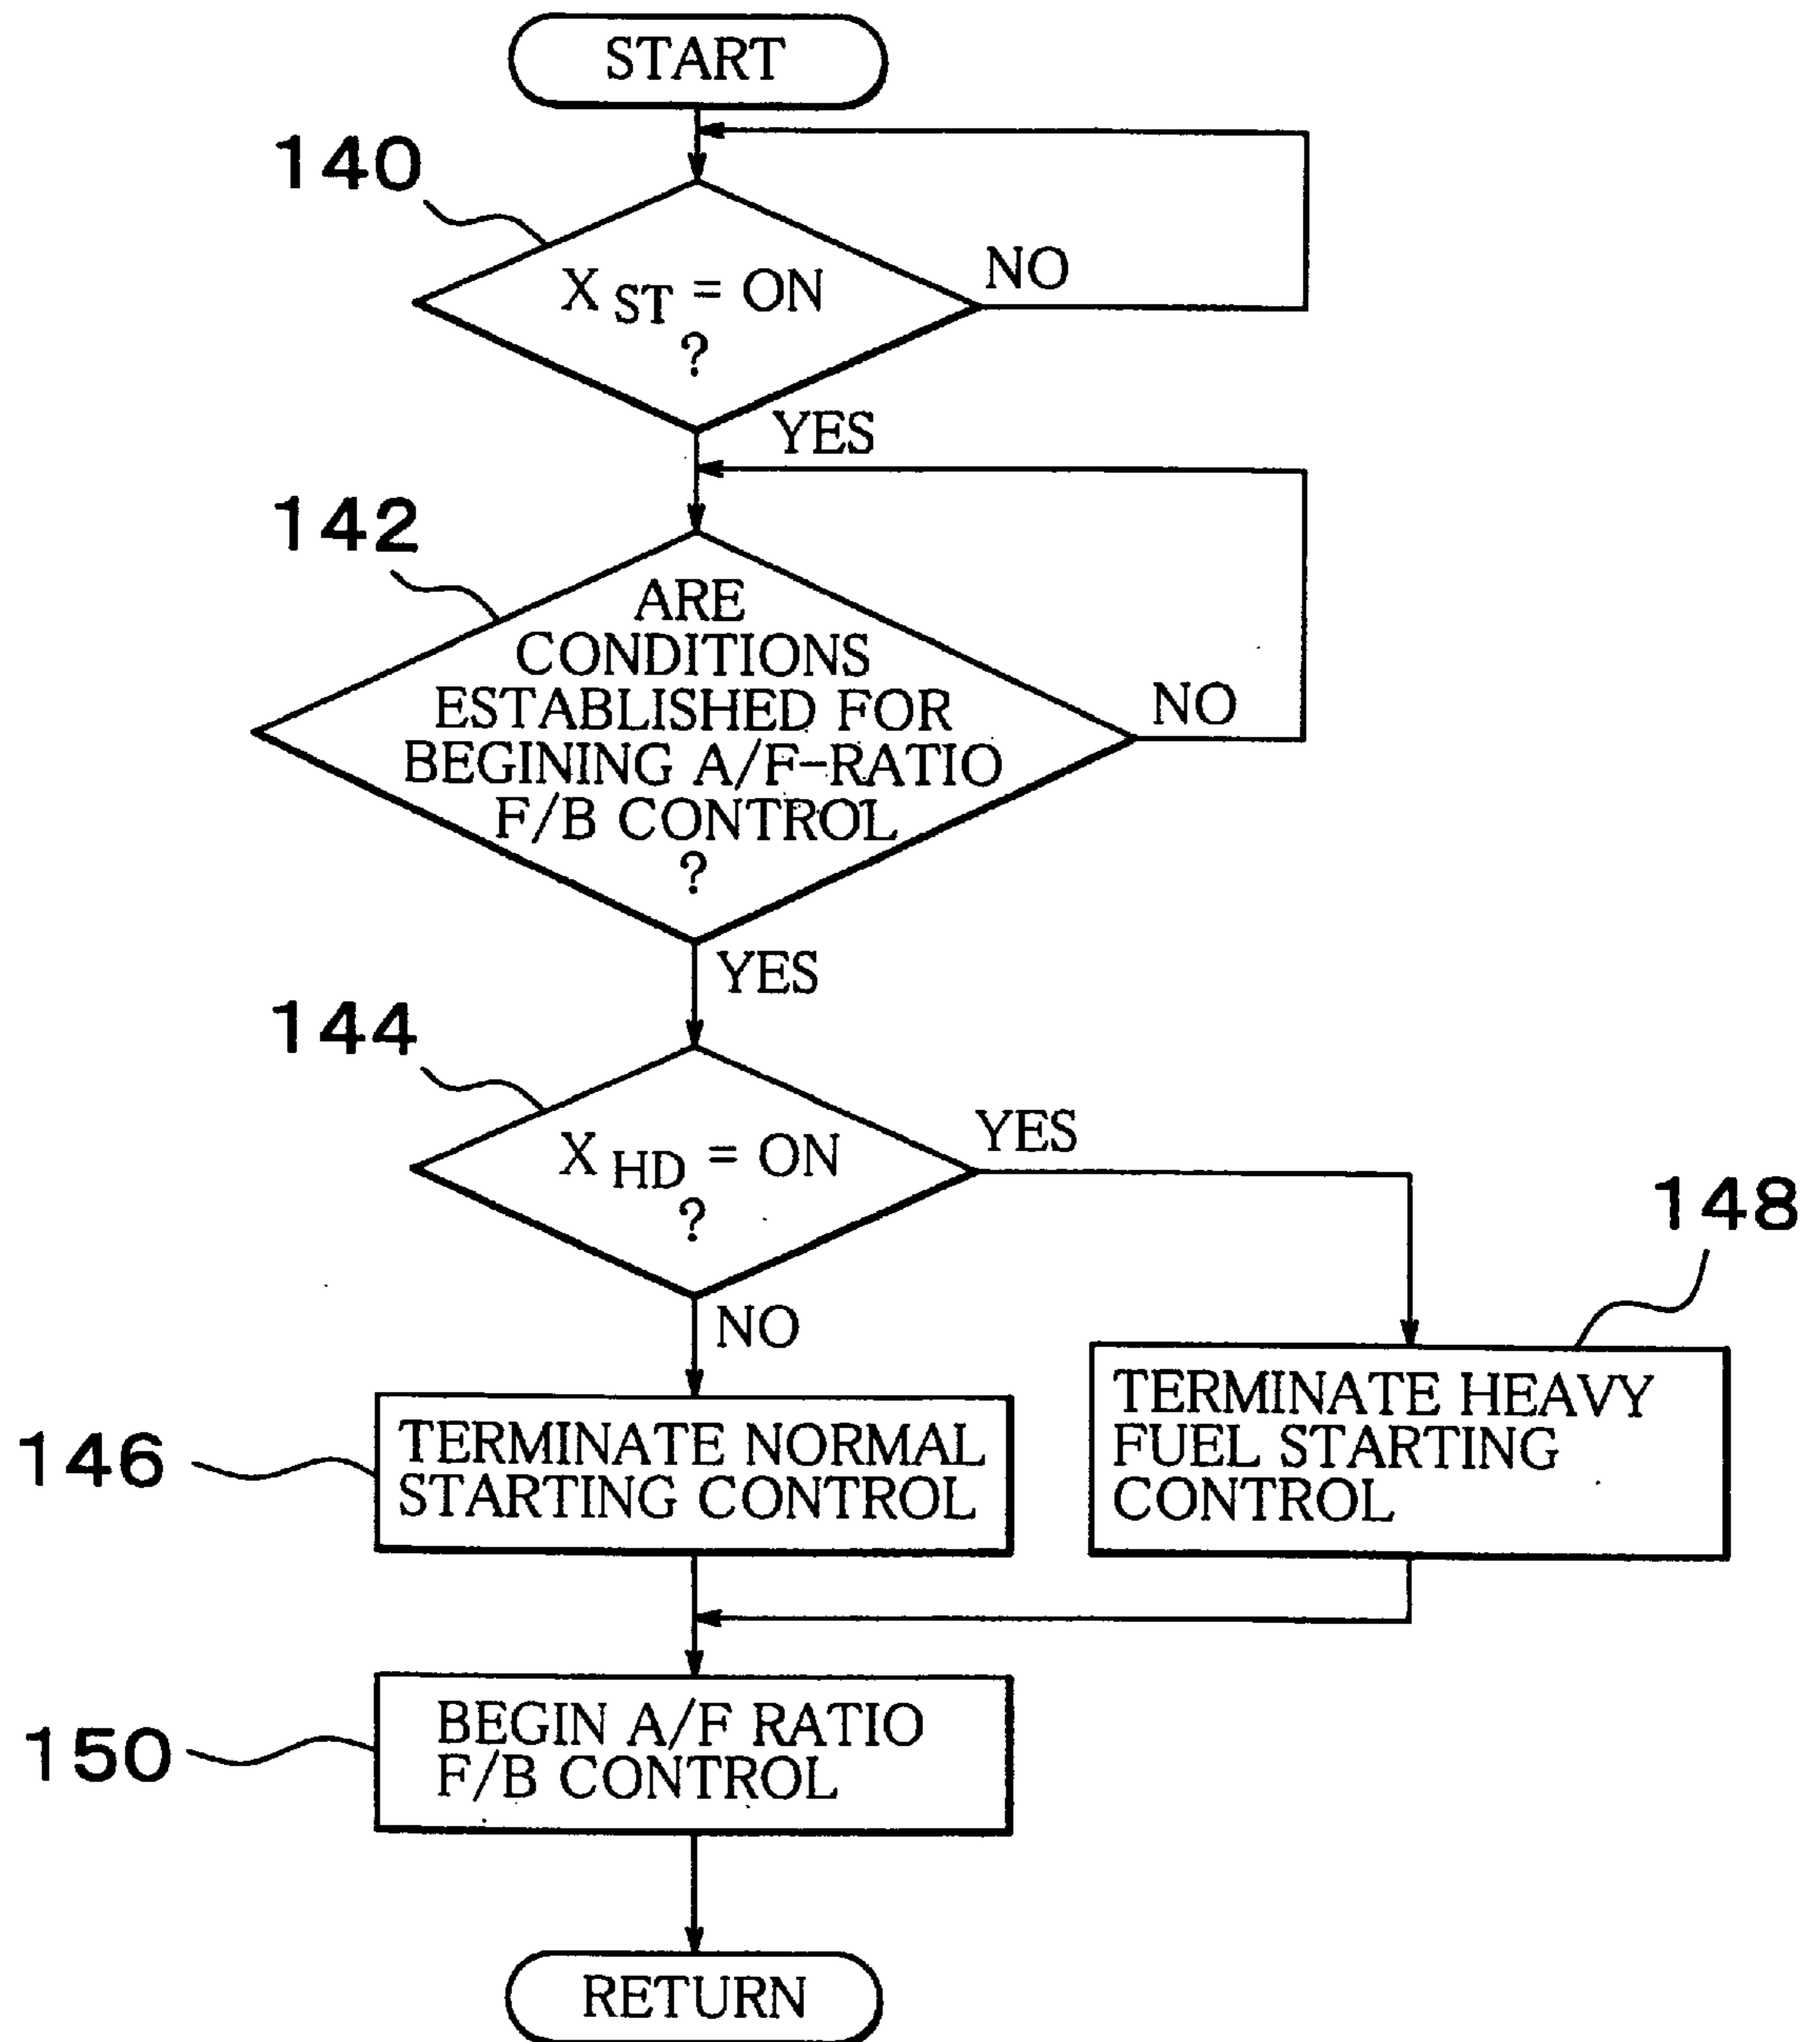 START
140
X ST = ON
?
NO
YES
142
ARE
CONDITIONS
ESTABLISHED FOR
BEGINING A/F-RATIO
F/B CONTROL
?
NO
YES
144
X HD = ON
?
YES
NO
148
TERMINATE HEAVY
FUEL STARTING
CONTROL
146
TERMINATE NORMAL
STARTING CONTROL
150
BEGIN A/F RATIO
F/B CONTROL
RETURN